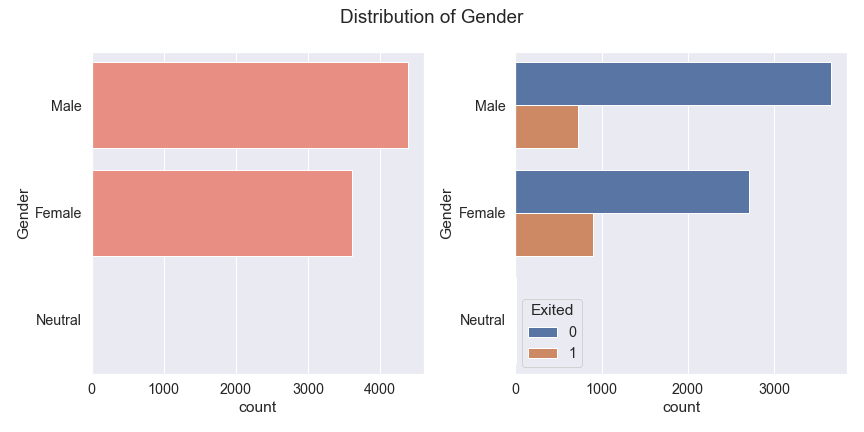 Distribution of Gender
Gender
Male
Female
Neutral
0 1000 2000 3000 4000
count
Gender
Male
Female
Neutral
Exited
0
1
0 1000 2000 3000
count